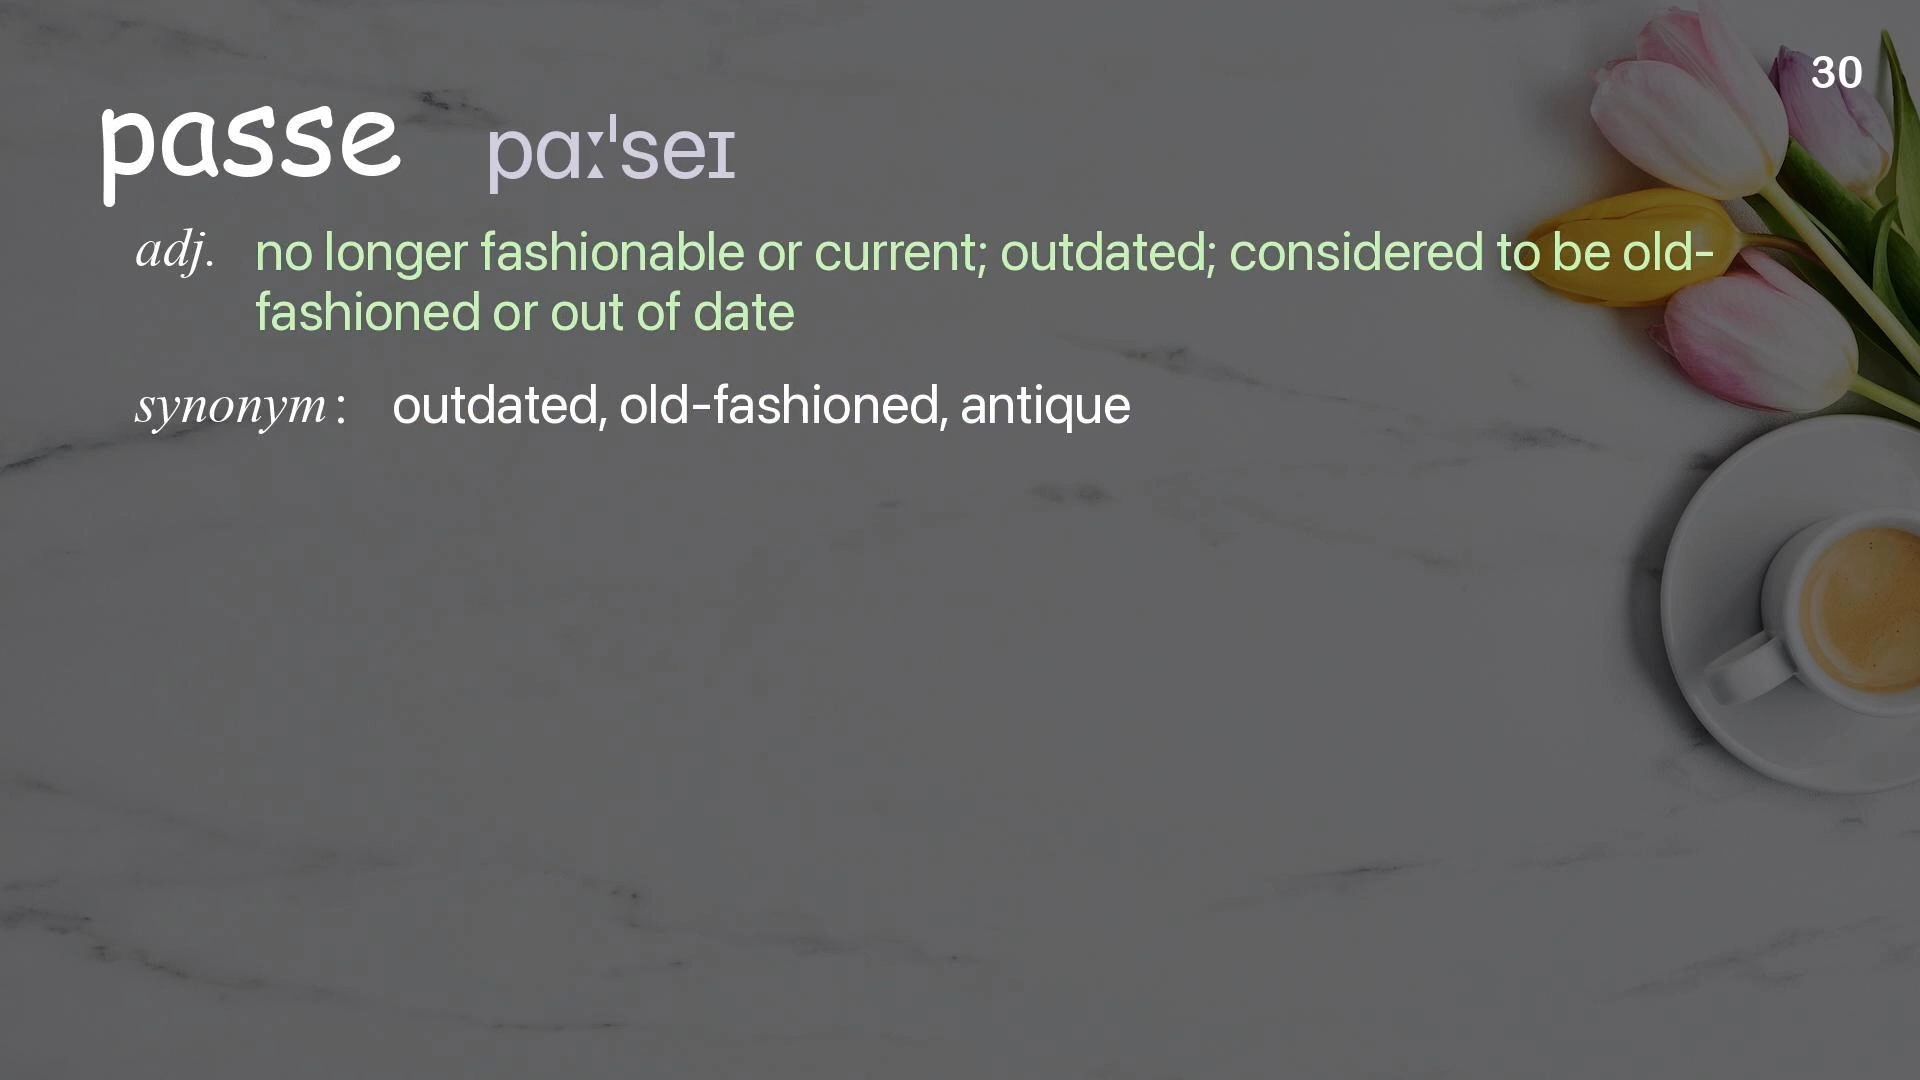 30
passe pɑːˈseɪ
adj. no longer fashionable or current; outdated; considered to be old-
fashioned or out of date
synonym: outdated, old-fashioned, antique